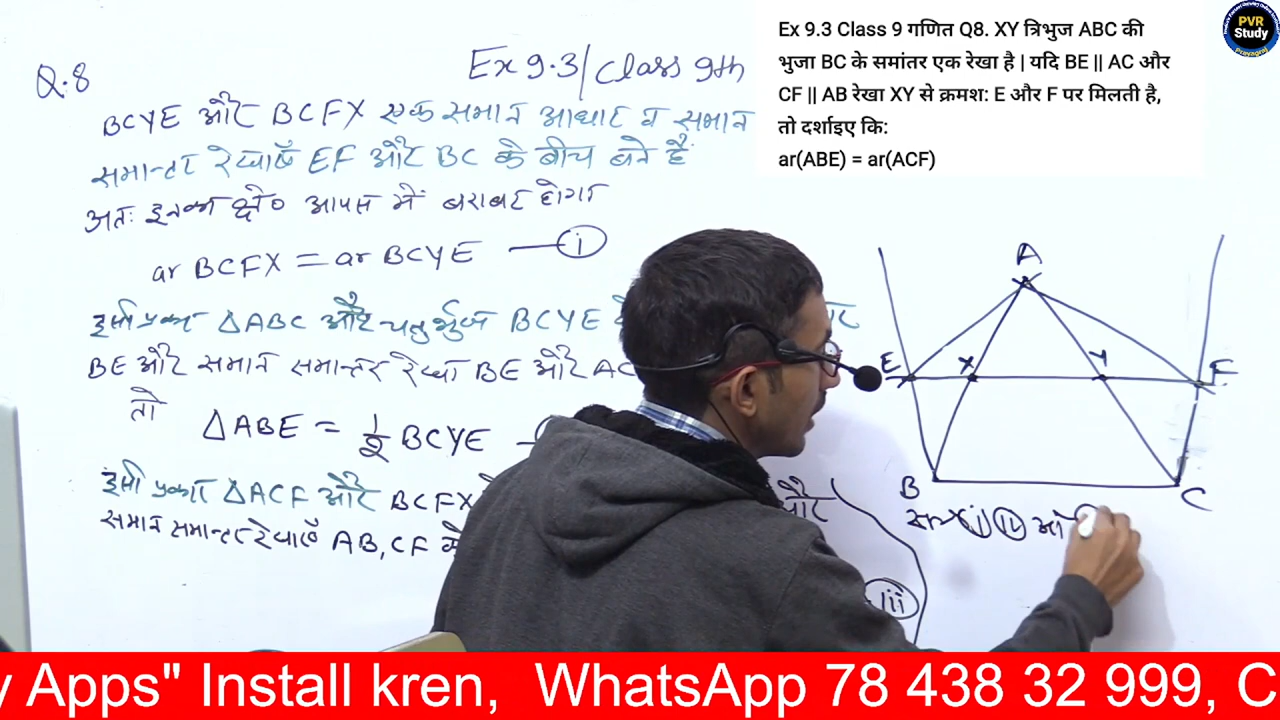 Q.8
Ex 9.3/ class 9th
BCYE और BCFX एक समान आधार व समान
समान्तर रेखाएँ EF और BC के बीच बने है
अतः इनका क्षे० आपस में बराबर होगा
ar BCFX = ar BCYE — i
इसी प्रकार △ABC और चतुर्भुज BCYE
BE और समान समान्तर रेखा BE और AC
तो
△ABE = 1/2 BCYE
इसी प्रकार △ACF और BCFX
समान समान्तर रेखाएँ AB, CF के
और
iii
Ex 9.3 Class 9 गणित Q8. XY त्रिभुज ABC की
भुजा BC के समांतर एक रेखा है | यदि BE || AC और
CF || AB रेखा XY से क्रमश: E और F पर मिलती है,
तो दर्शाइए कि:
ar(ABE) = ar(ACF)
PVR
Study
A
E X Y F
B C
y Apps" Install kren, WhatsApp 78 438 32 999, C